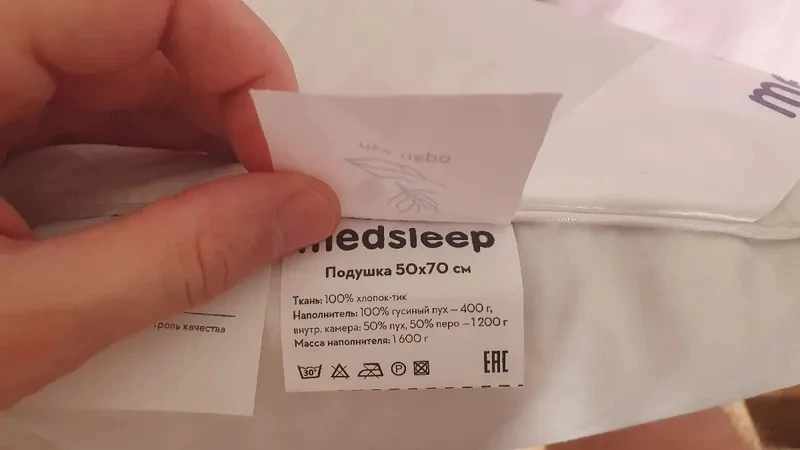 medsleep
Подушка 50х70 см
Ткань: 100% хлопок-тик
Наполнитель: 100% гусиный пух – 400 г,
внутр. камера: 50% пух, 50% перо – 1200 г
Масса наполнителя: 1600 г
30°
P
EAC
качества